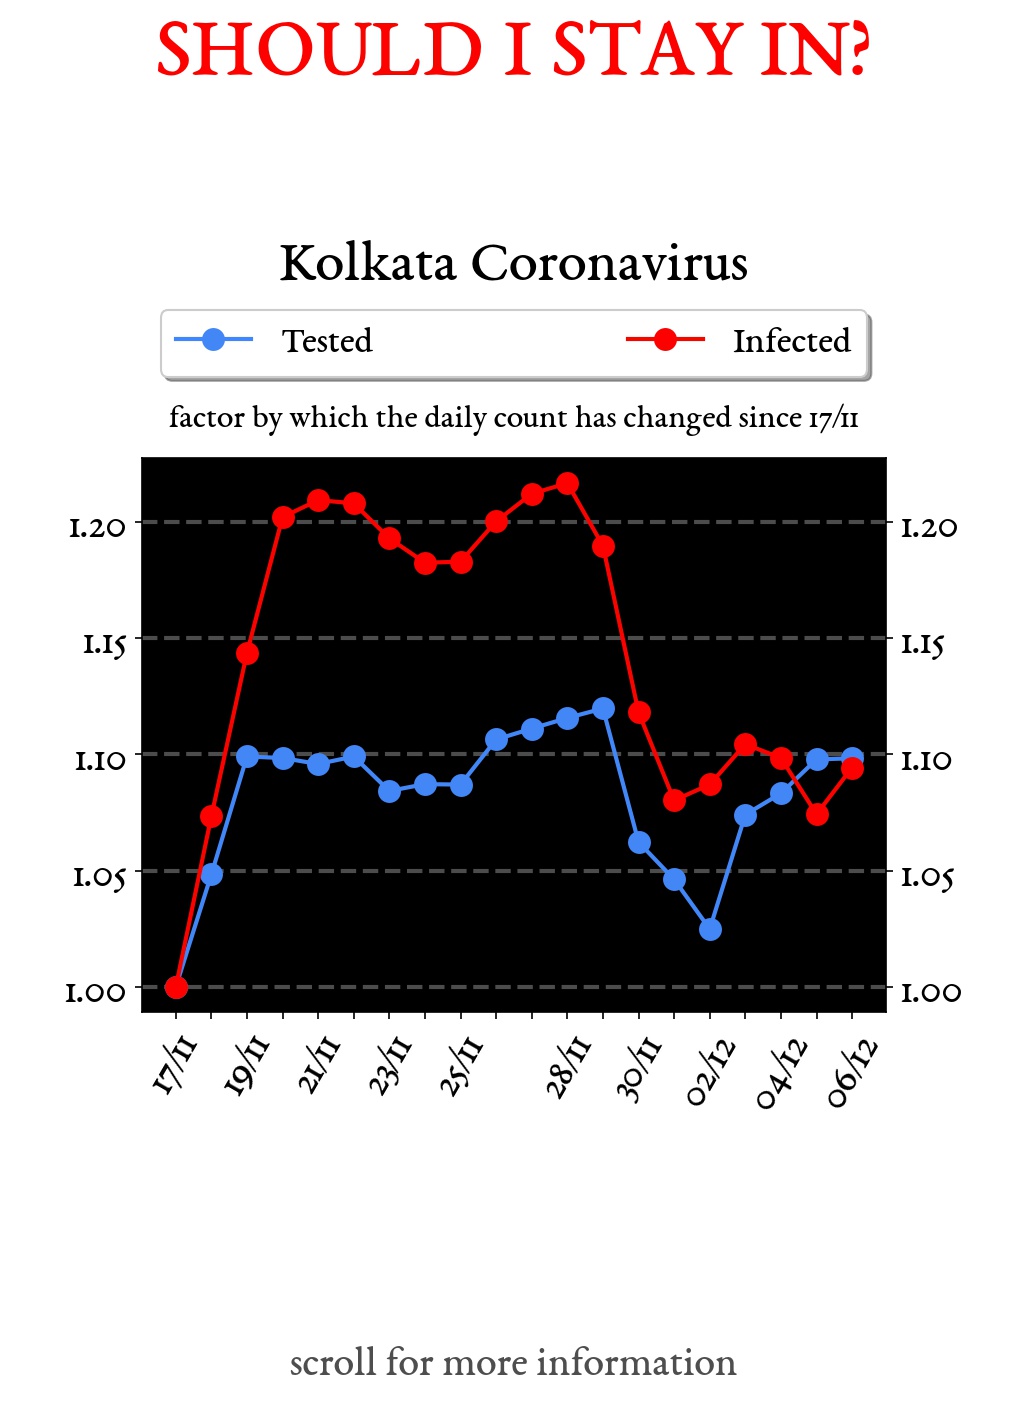 SHOULD I STAY IN?
Kolkata Coronavirus
Tested Infected
factor by which the daily count has changed since 17/11
1.20 1.20
1.15 1.15
1.10 1.10
1.05 1.05
1.00 1.00
17/11 19/11 21/11 23/11 25/11 28/11 30/11 02/12 04/12 06/12
scroll for more information